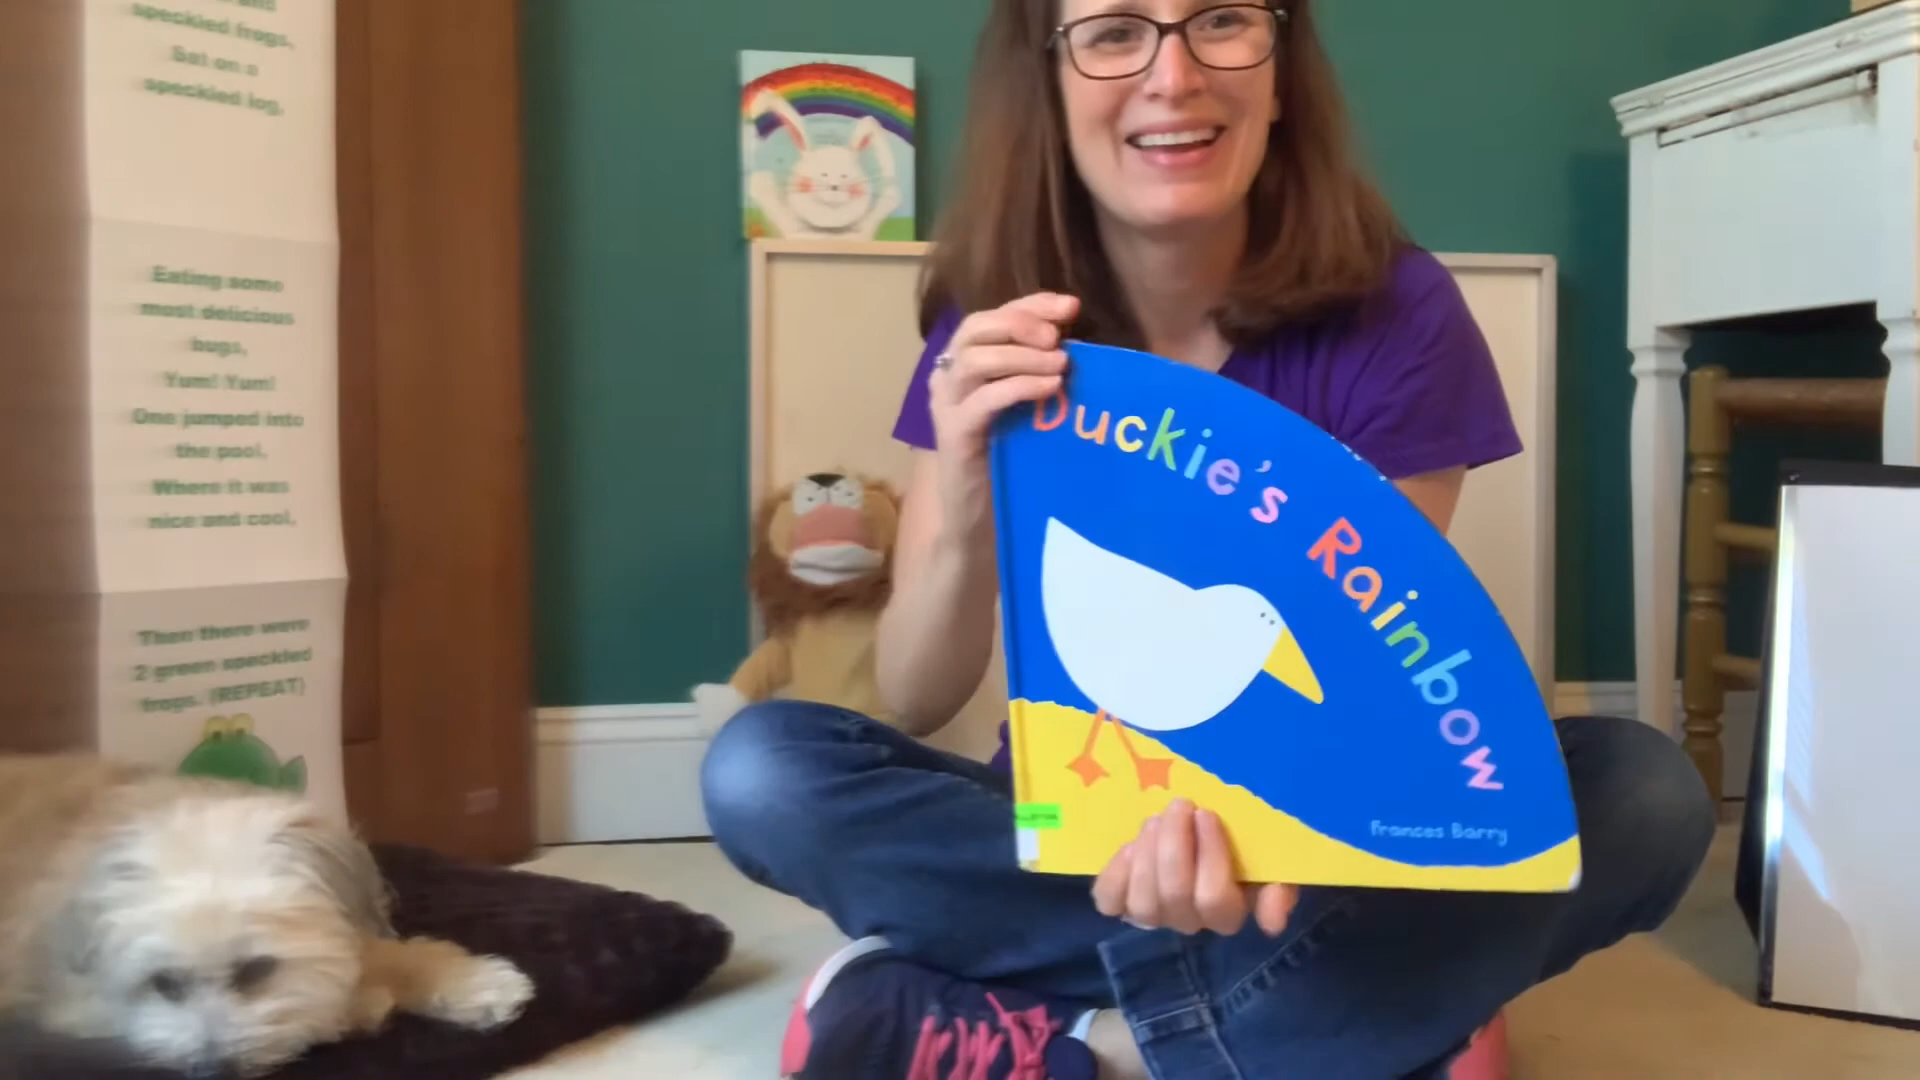 speckled frogs,
Sat on a
speckled log,
Eating some
most delicious
bugs,
Yum! Yum!
One jumped into
the pool,
Where it was
nice and cool,
Then there were
2 green speckled
frogs. (REPEAT)
Duckie's Rainbow
Frances Barry